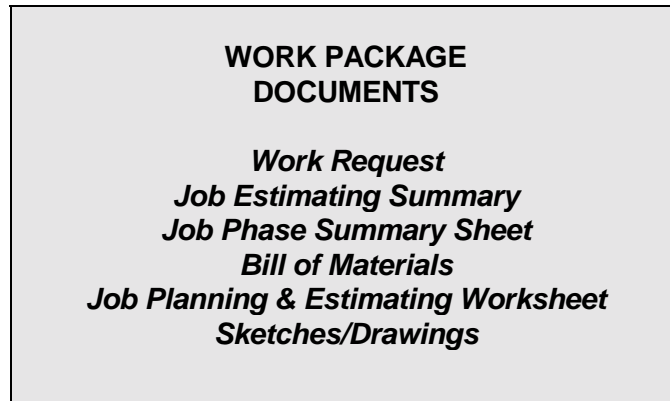 WORK PACKAGE
DOCUMENTS
Work Request
Job Estimating Summary
Job Phase Summary Sheet
Bill of Materials
Job Planning & Estimating Worksheet
Sketches/Drawings